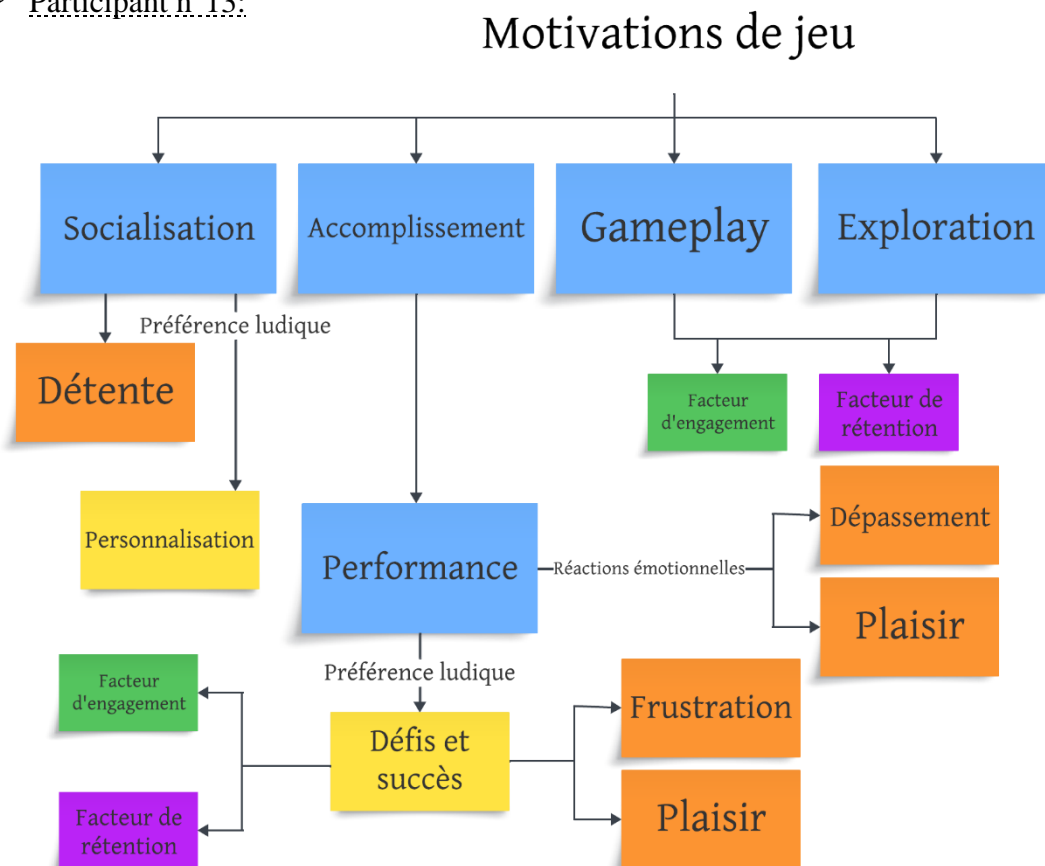 Participant n°13:
Motivations de jeu
Socialisation
Accomplissement
Gameplay
Exploration
Préférence ludique
Détente
Facteur
d'engagement
Facteur de
rétention
Personnalisation
Performance
Réactions émotionnelles
Dépassement
Plaisir
Préférence ludique
Facteur
d'engagement
Défis et
succès
Frustration
Plaisir
Facteur de
rétention